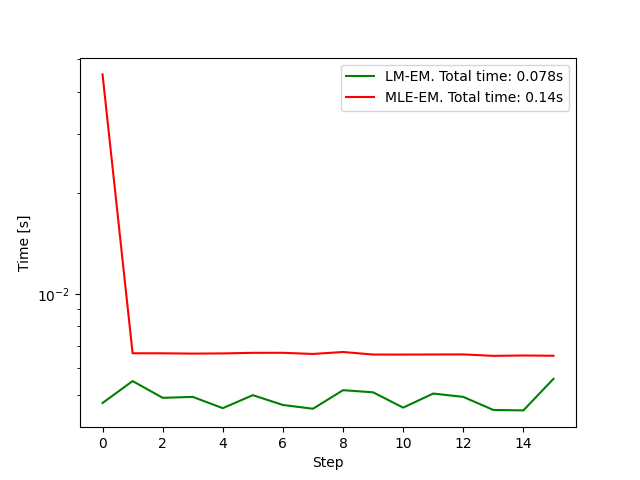 LM-EM. Total time: 0.078s
MLE-EM. Total time: 0.14s
Time [s]
10⁻²
0 2 4 6 8 10 12 14
Step